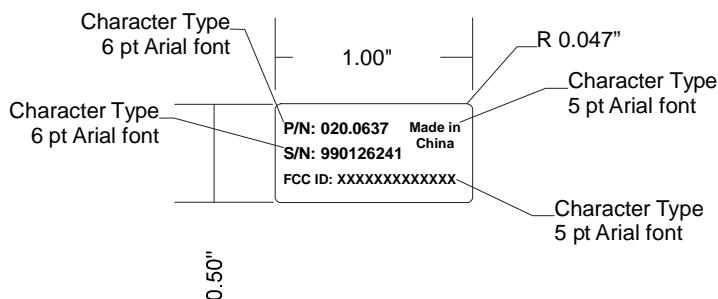 Character Type
6 pt Arial font
1.00"
R 0.047”
Character Type
5 pt Arial font
Character Type
6 pt Arial font
P/N: 020.0637
Made in
China
S/N: 990126241
FCC ID: XXXXXXXXXXXXX
Character Type
5 pt Arial font
0.50"